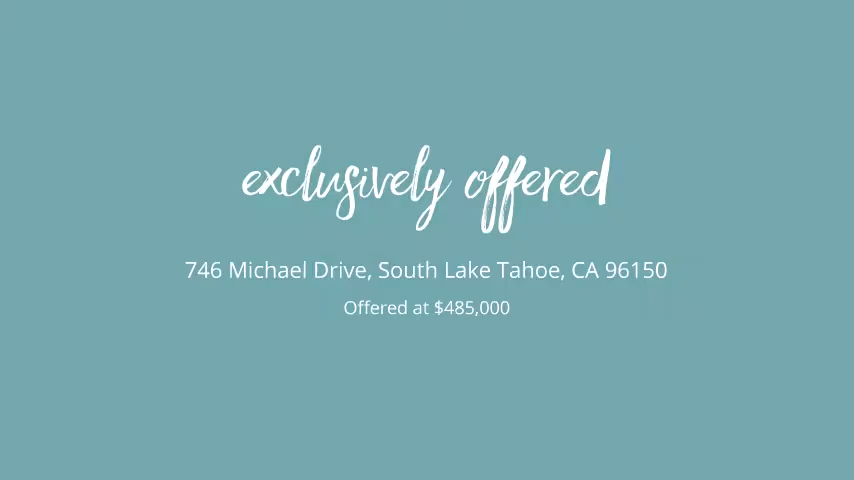 exclusively offered
746 Michael Drive, South Lake Tahoe, CA 96150
Offered at $485,000